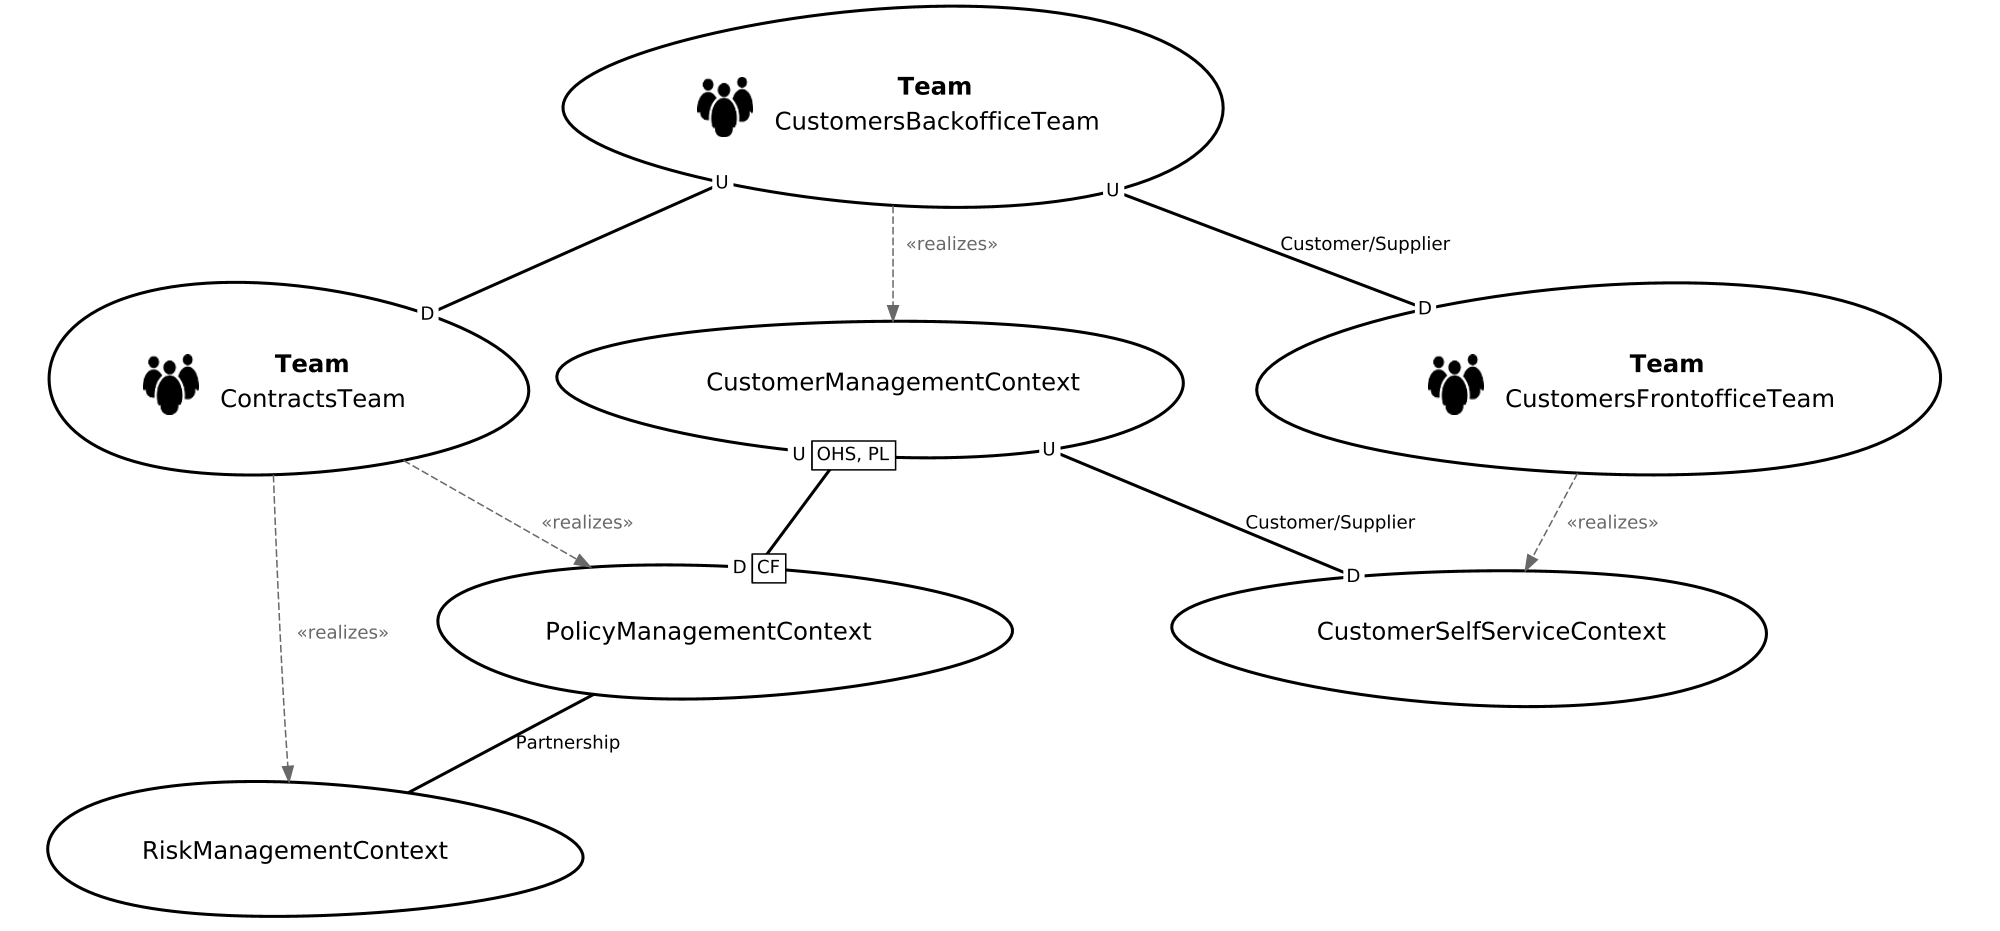 Team
CustomersBackofficeTeam
U
U
«realizes»
Customer/Supplier
D
D
Team
ContractsTeam
CustomerManagementContext
Team
CustomersFrontofficeTeam
U OHS, PL
U
«realizes»
Customer/Supplier
«realizes»
D CF
D
«realizes»
PolicyManagementContext
CustomerSelfServiceContext
Partnership
RiskManagementContext